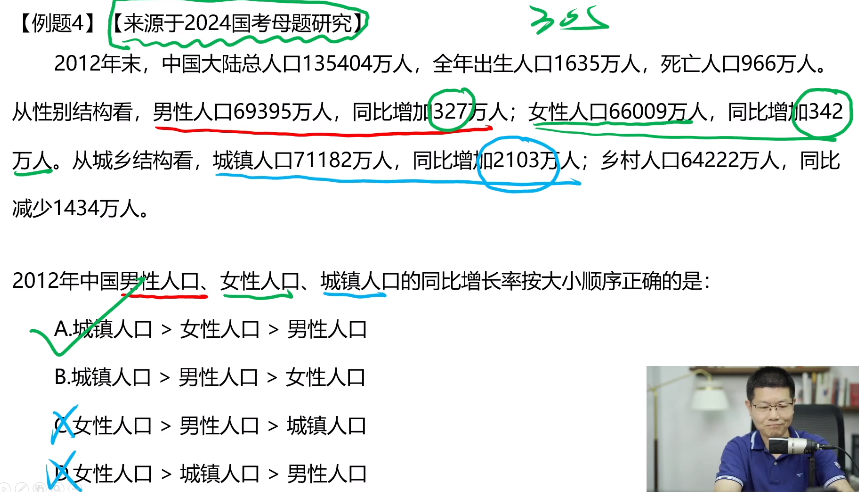 【例题4】【来源于2024国考母题研究】
2012年末，中国大陆总人口135404万人，全年出生人口1635万人，死亡人口966万人。
从性别结构看，男性人口69395万人，同比增加327万人；女性人口66009万人，同比增加342
万人。从城乡结构看，城镇人口71182万人，同比增加2103万人；乡村人口64222万人，同比
减少1434万人。
2012年中国男性人口、女性人口、城镇人口的同比增长率按大小顺序正确的是：
A.城镇人口 > 女性人口 > 男性人口
B.城镇人口 > 男性人口 > 女性人口
C.女性人口 > 男性人口 > 城镇人口
D.女性人口 > 城镇人口 > 男性人口